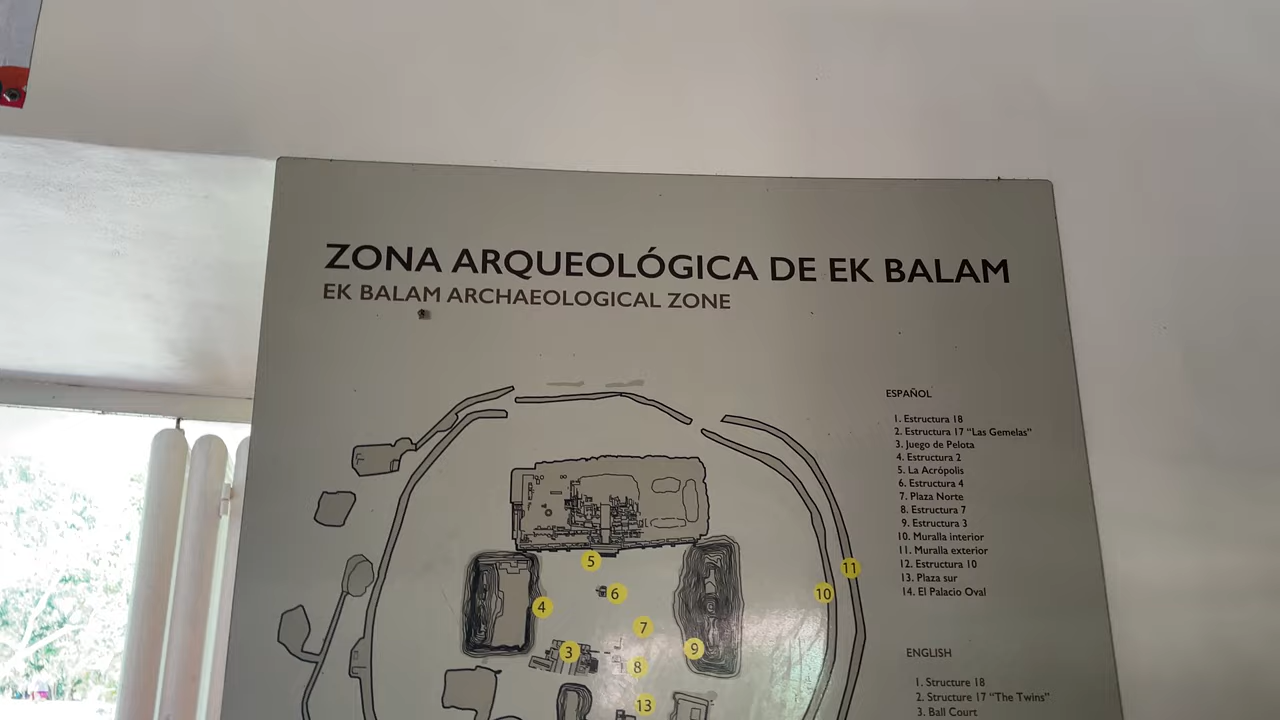 ZONA ARQUEOLÓGICA DE EK BALAM
EK BALAM ARCHAEOLOGICAL ZONE
ESPAÑOL
1. Estructura 18
2. Estructura 17 “Las Gemelas”
3. Juego de Pelota
4. Estructura 2
5. La Acrópolis
6. Estructura 4
7. Plaza Norte
8. Estructura 7
9. Estructura 3
10. Muralla interior
11. Muralla exterior
12. Estructura 10
13. Plaza sur
14. El Palacio Oval
ENGLISH
1. Structure 18
2. Structure 17 “The Twins”
3. Ball Court
5
6
4
7
3
8
9
10
11
13